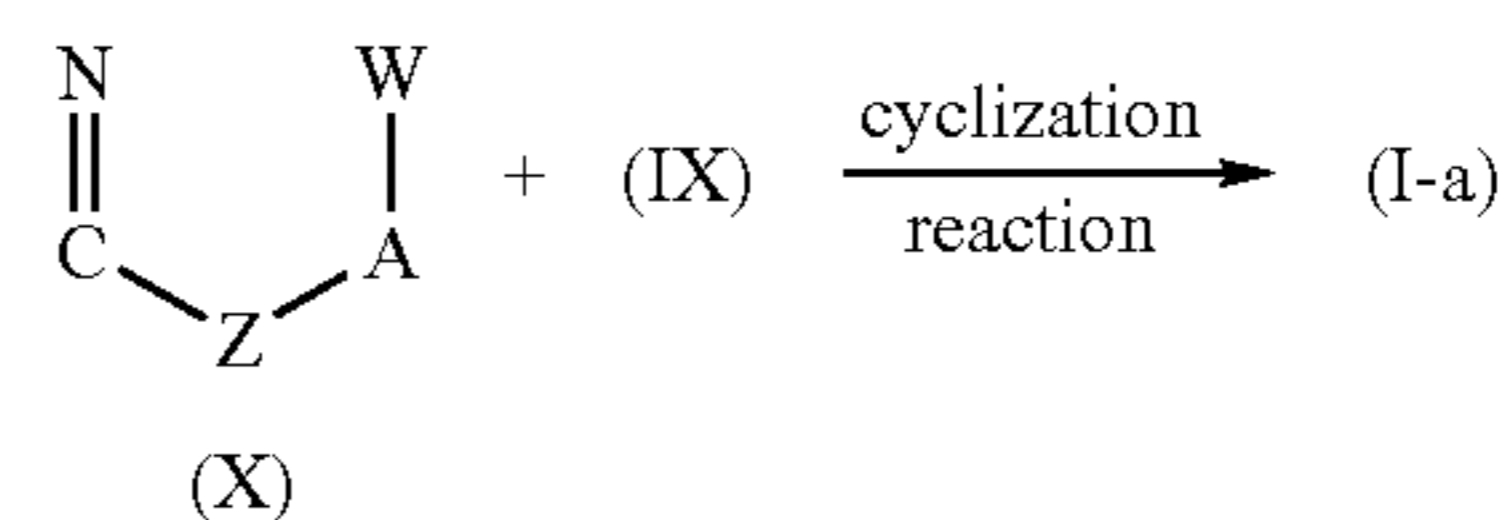 N W
cyclization
+ (IX) (I-a)
reaction
C A
Z
(X)